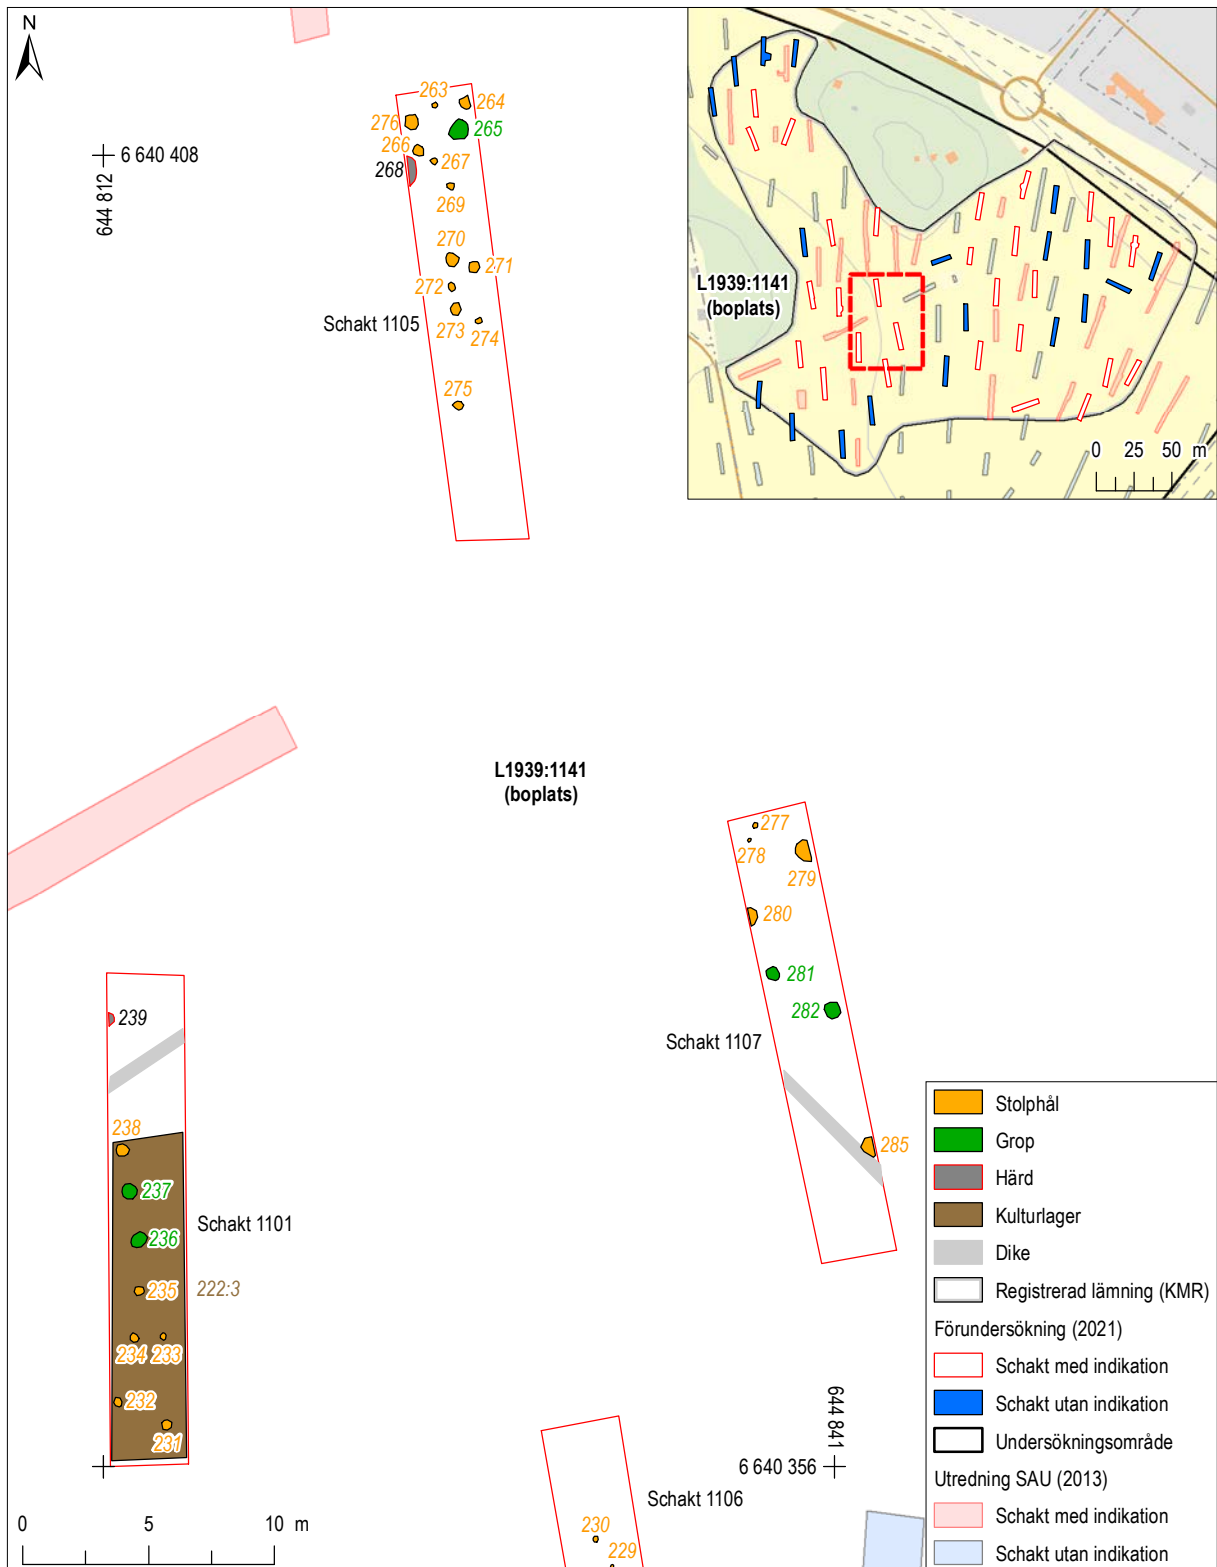 N
6 640 408
644 812
263
264
276
265
266
267
268
269
270
271
272
273
274
Schakt 1105
275
L1939:1141
(boplats)
0 25 50 m
L1939:1141
(boplats)
277
278
279
280
281
282
Schakt 1107
285
239
238
237
Schakt 1101
236
235
222:3
234
233
232
231
644 841
6 640 356
Schakt 1106
230
229
0 5 10 m
Stolphål
Grop
Härd
Kulturlager
Dike
Registrerad lämning (KMR)
Förundersökning (2021)
Schakt med indikation
Schakt utan indikation
Undersökningsområde
Utredning SAU (2013)
Schakt med indikation
Schakt utan indikation